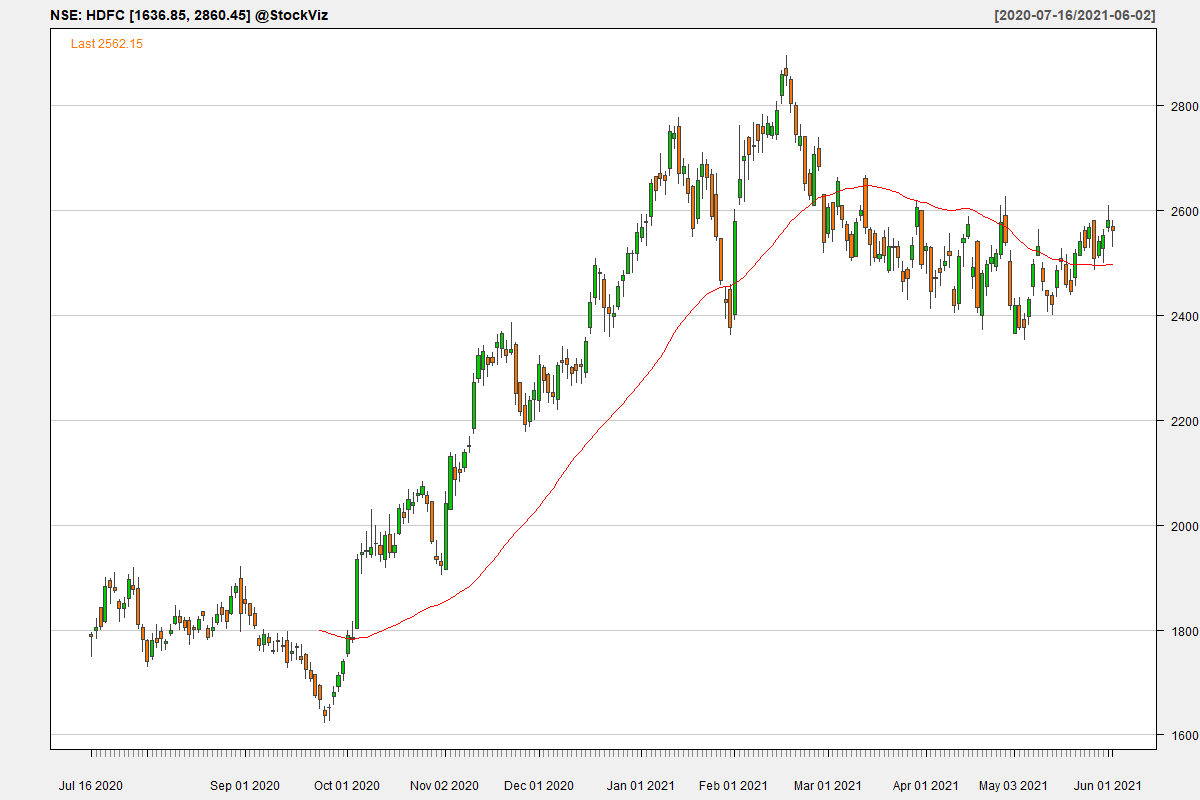 NSE: HDFC [1636.85, 2860.45] @StockViz
[2020-07-16/2021-06-02]
Last 2562.15
2800
2600
2400
2200
2000
1800
1600
Jul 16 2020 Sep 01 2020 Oct 01 2020 Nov 02 2020 Dec 01 2020 Jan 01 2021 Feb 01 2021 Mar 01 2021 Apr 01 2021 May 03 2021 Jun 01 2021